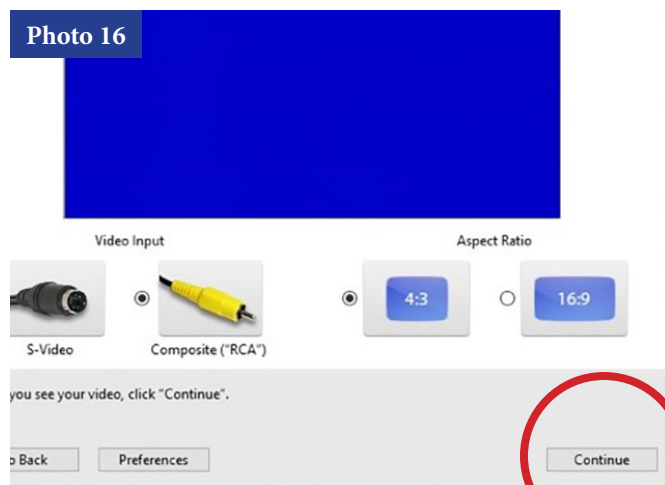 Photo 16
Video Input
Aspect Ratio
4:3
16:9
S-Video
Composite ("RCA")
you see your video, click "Continue".
o Back
Preferences
Continue